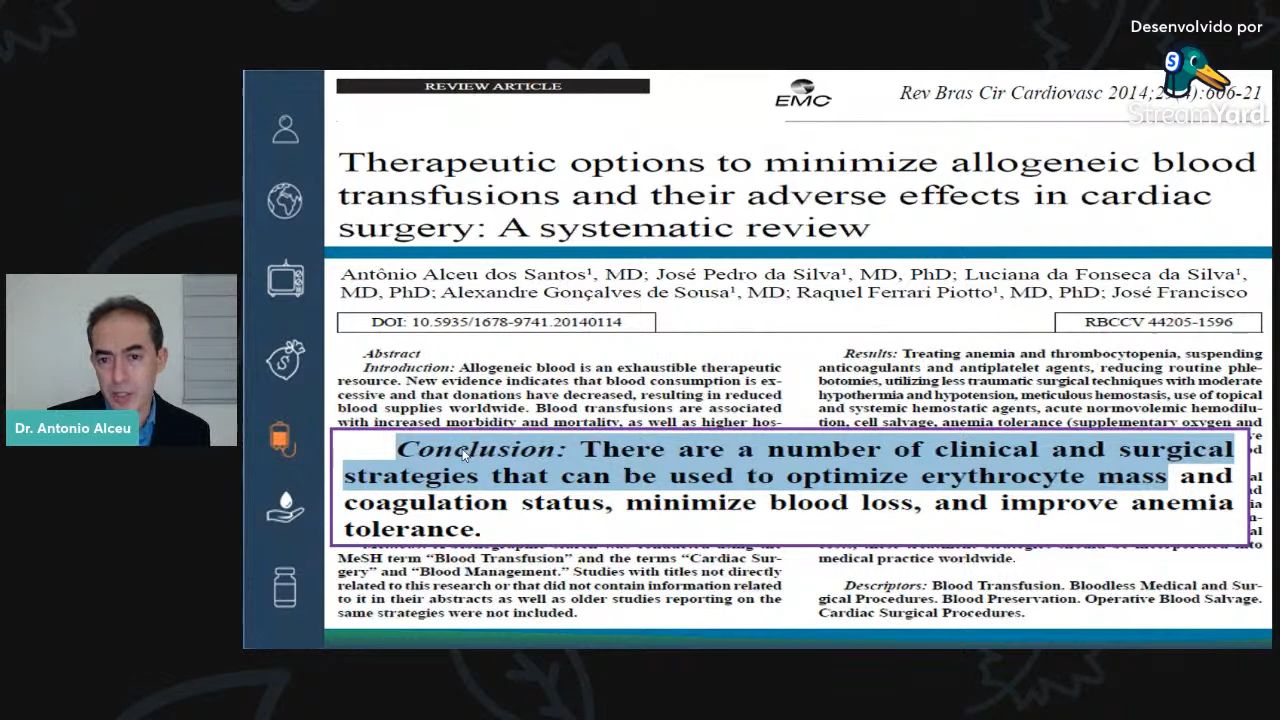 Desenvolvido por
StreamYard
REVIEW ARTICLE
EMC
Rev Bras Cir Cardiovasc 2014;29(4):606-21
Therapeutic options to minimize allogeneic blood
transfusions and their adverse effects in cardiac
surgery: A systematic review
Antônio Alceu dos Santos¹, MD; José Pedro da Silva¹, MD, PhD; Luciana da Fonseca da Silva¹,
MD, PhD; Alexandre Gonçalves de Sousa¹, MD; Raquel Ferrari Piotto¹, MD, PhD; José Francisco
DOI: 10.5935/1678-9741.20140114
RBCCV 44205-1596
Abstract
Introduction: Allogeneic blood is an exhaustible therapeutic
resource. New evidence indicates that blood consumption is ex-
cessive and that donations have decreased, resulting in reduced
blood supplies worldwide. Blood transfusions are associated
with increased morbidity and mortality, as well as higher hos-
Results: Treating anemia and thrombocytopenia, suspending
anticoagulants and antiplatelet agents, reducing routine phle-
botomies, utilizing less traumatic surgical techniques with moderate
hypothermia and hypotension, meticulous hemostasis, use of topical
and systemic hemostatic agents, acute normovolemic hemodilu-
tion, cell salvage, anemia tolerance (supplementary oxygen and
Conclusion: There are a number of clinical and surgical
strategies that can be used to optimize erythrocyte mass and
coagulation status, minimize blood loss, and improve anemia
tolerance.
MeSH term “Blood Transfusion” and the terms “Cardiac Sur-
gery” and “Blood Management.” Studies with titles not directly
related to this research or that did not contain information related
to it in their abstracts as well as older studies reporting on the
same strategies were not included.
medical practice worldwide.
Descriptors: Blood Transfusion. Bloodless Medical and Sur-
gical Procedures. Blood Preservation. Operative Blood Salvage.
Cardiac Surgical Procedures.
Dr. Antonio Alceu